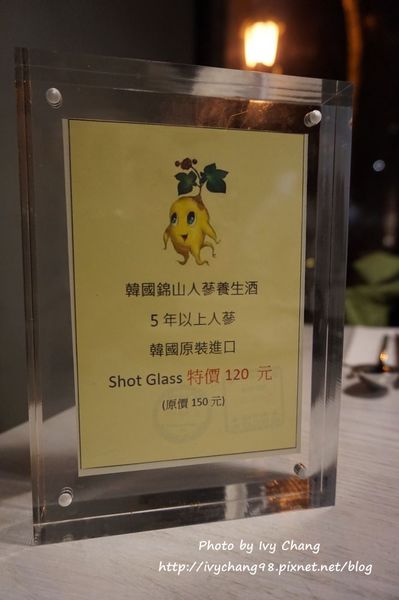 韓國錦山人蔘養生酒
5 年以上人蔘
韓國原裝進口
Shot Glass 特價 120 元
(原價 150 元)
Photo by Ivy Chang
http://ivychang98.pixnet.net/blog